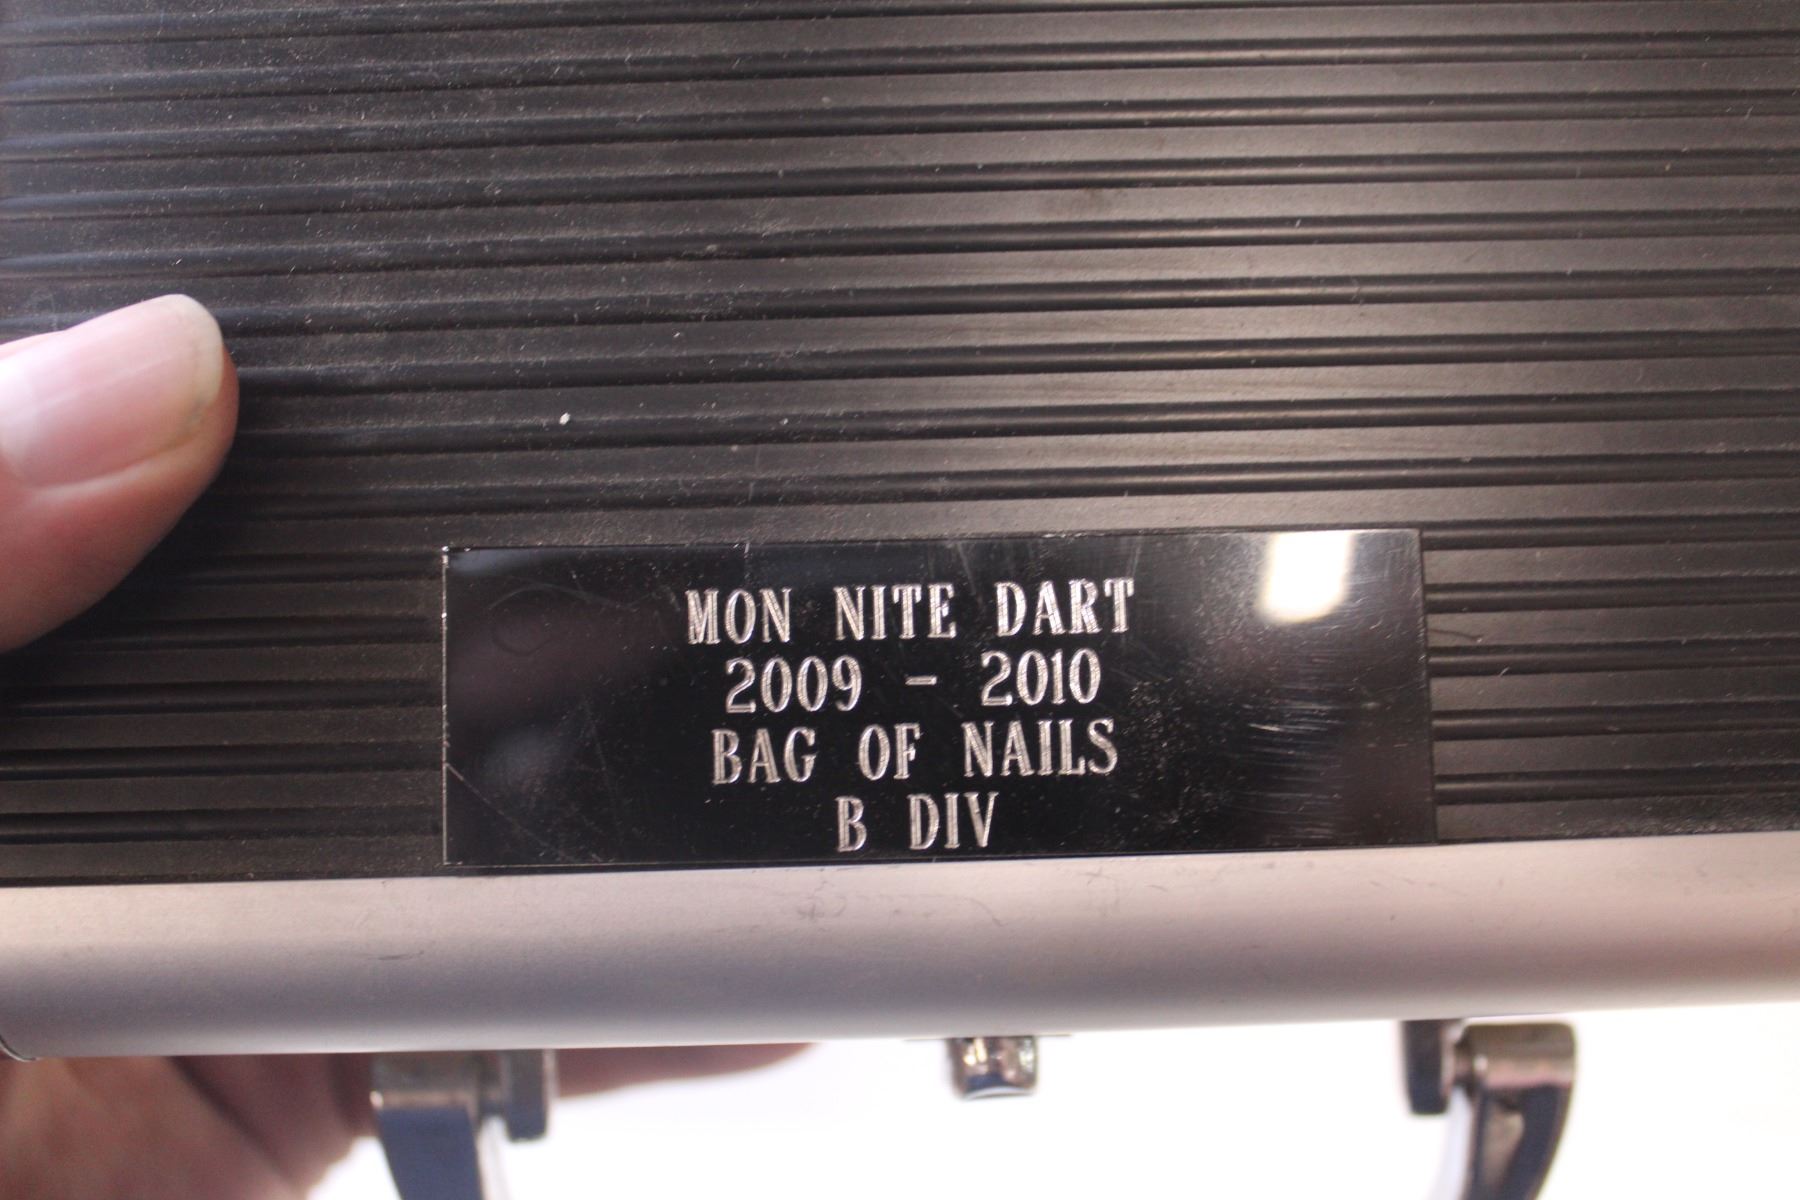 MON NITE DART
2009 - 2010
BAG OF NAILS
B DIV